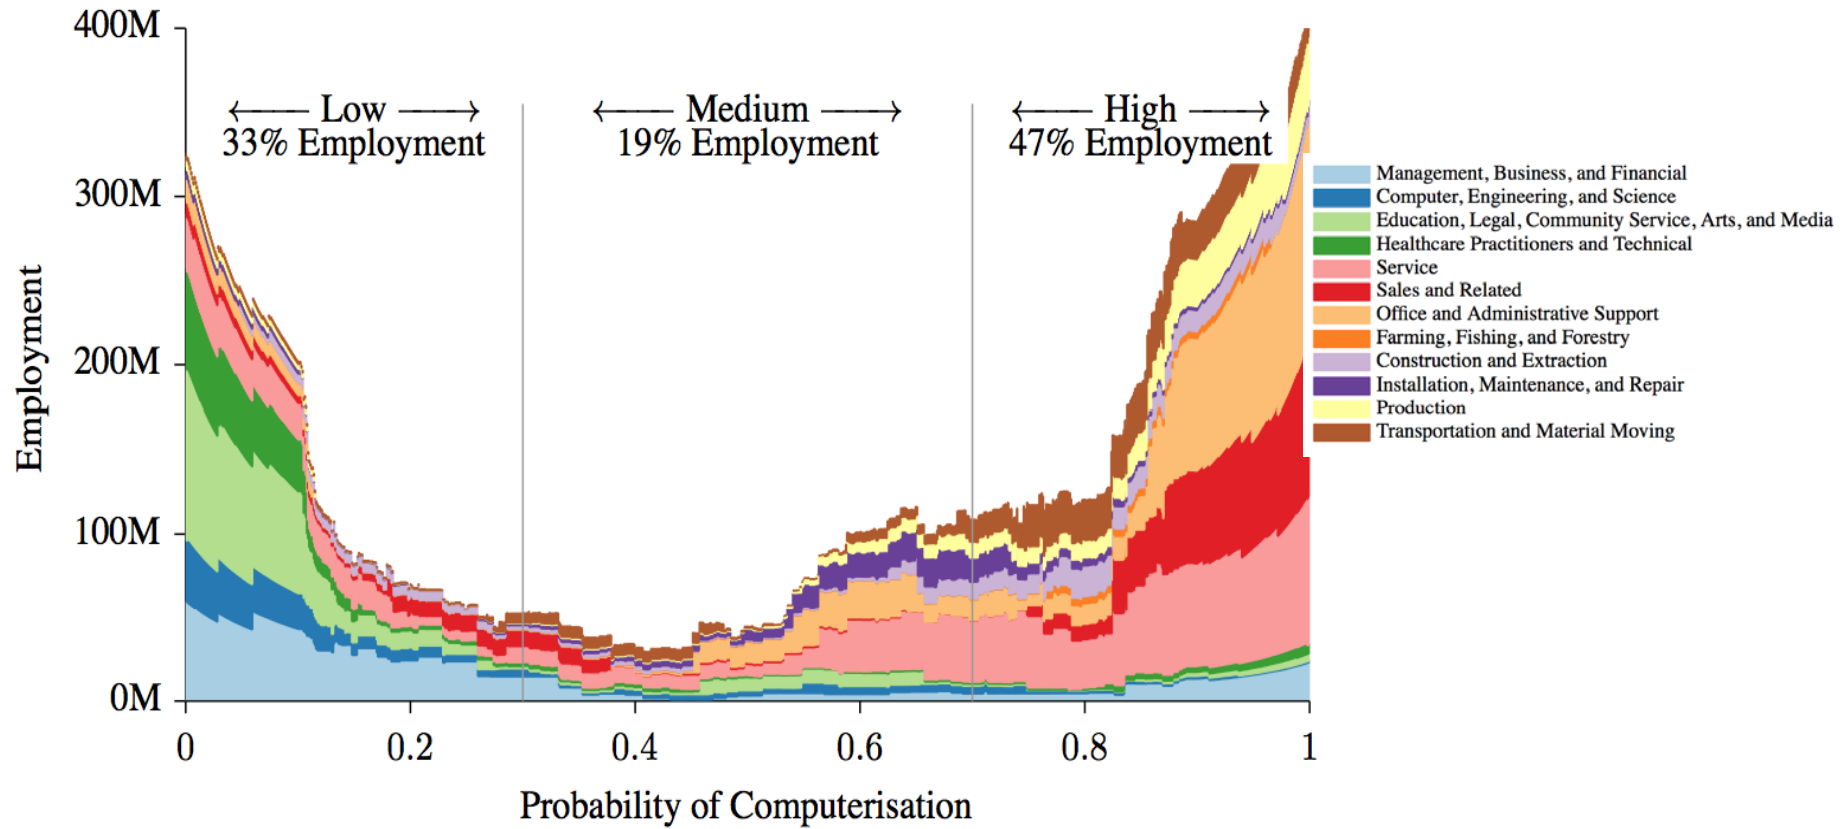 400M
300M
200M
100M
0M
Employment
Low
33% Employment
Medium
19% Employment
High
47% Employment
Management, Business, and Financial
Computer, Engineering, and Science
Education, Legal, Community Service, Arts, and Media
Healthcare Practitioners and Technical
Service
Sales and Related
Office and Administrative Support
Farming, Fishing, and Forestry
Construction and Extraction
Installation, Maintenance, and Repair
Production
Transportation and Material Moving
0 0.2 0.4 0.6 0.8 1
Probability of Computerisation